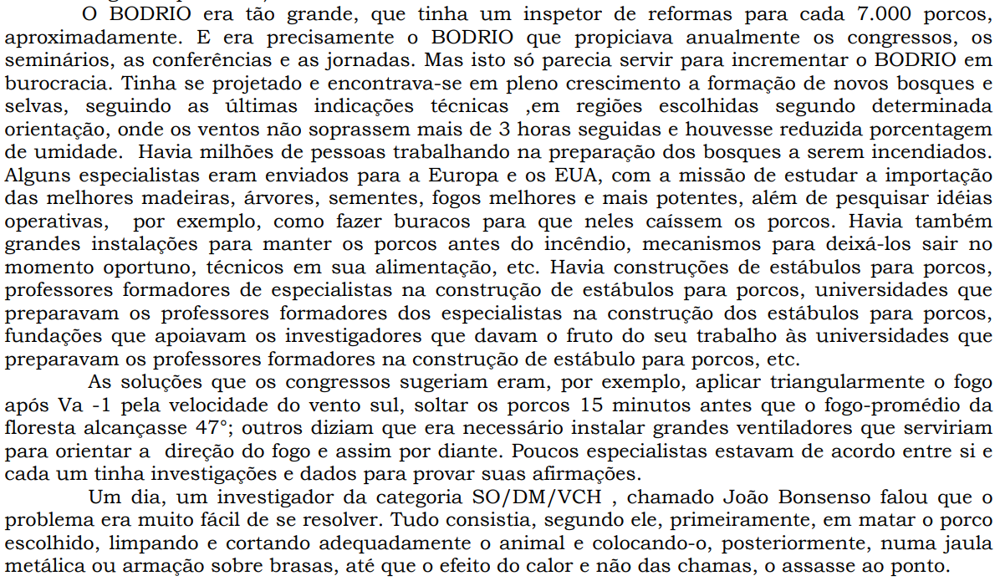 O BODRIO era tão grande, que tinha um inspetor de reformas para cada 7.000 porcos,
aproximadamente. E era precisamente o BODRIO que propiciava anualmente os congressos, os
seminários, as conferências e as jornadas. Mas isto só parecia servir para incrementar o BODRIO em
burocracia. Tinha se projetado e encontrava-se em pleno crescimento a formação de novos bosques e
selvas, seguindo as últimas indicações técnicas ,em regiões escolhidas segundo determinada
orientação, onde os ventos não soprassem mais de 3 horas seguidas e houvesse reduzida porcentagem
de umidade. Havia milhões de pessoas trabalhando na preparação dos bosques a serem incendiados.
Alguns especialistas eram enviados para a Europa e os EUA, com a missão de estudar a importação
das melhores madeiras, árvores, sementes, fogos melhores e mais potentes, além de pesquisar idéias
operativas, por exemplo, como fazer buracos para que neles caíssem os porcos. Havia também
grandes instalações para manter os porcos antes do incêndio, mecanismos para deixá-los sair no
momento oportuno, técnicos em sua alimentação, etc. Havia construções de estábulos para porcos,
professores formadores de especialistas na construção de estábulos para porcos, universidades que
preparavam os professores formadores dos especialistas na construção dos estábulos para porcos,
fundações que apoiavam os investigadores que davam o fruto do seu trabalho às universidades que
preparavam os professores formadores na construção de estábulo para porcos, etc.
As soluções que os congressos sugeriam eram, por exemplo, aplicar triangularmente o fogo
após Va -1 pela velocidade do vento sul, soltar os porcos 15 minutos antes que o fogo-promédio da
floresta alcançasse 47°; outros diziam que era necessário instalar grandes ventiladores que serviriam
para orientar a direção do fogo e assim por diante. Poucos especialistas estavam de acordo entre si e
cada um tinha investigações e dados para provar suas afirmações.
Um dia, um investigador da categoria SO/DM/VCH , chamado João Bonsenso falou que o
problema era muito fácil de se resolver. Tudo consistia, segundo ele, primeiramente, em matar o porco
escolhido, limpando e cortando adequadamente o animal e colocando-o, posteriormente, numa jaula
metálica ou armação sobre brasas, até que o efeito do calor e não das chamas, o assasse ao ponto.